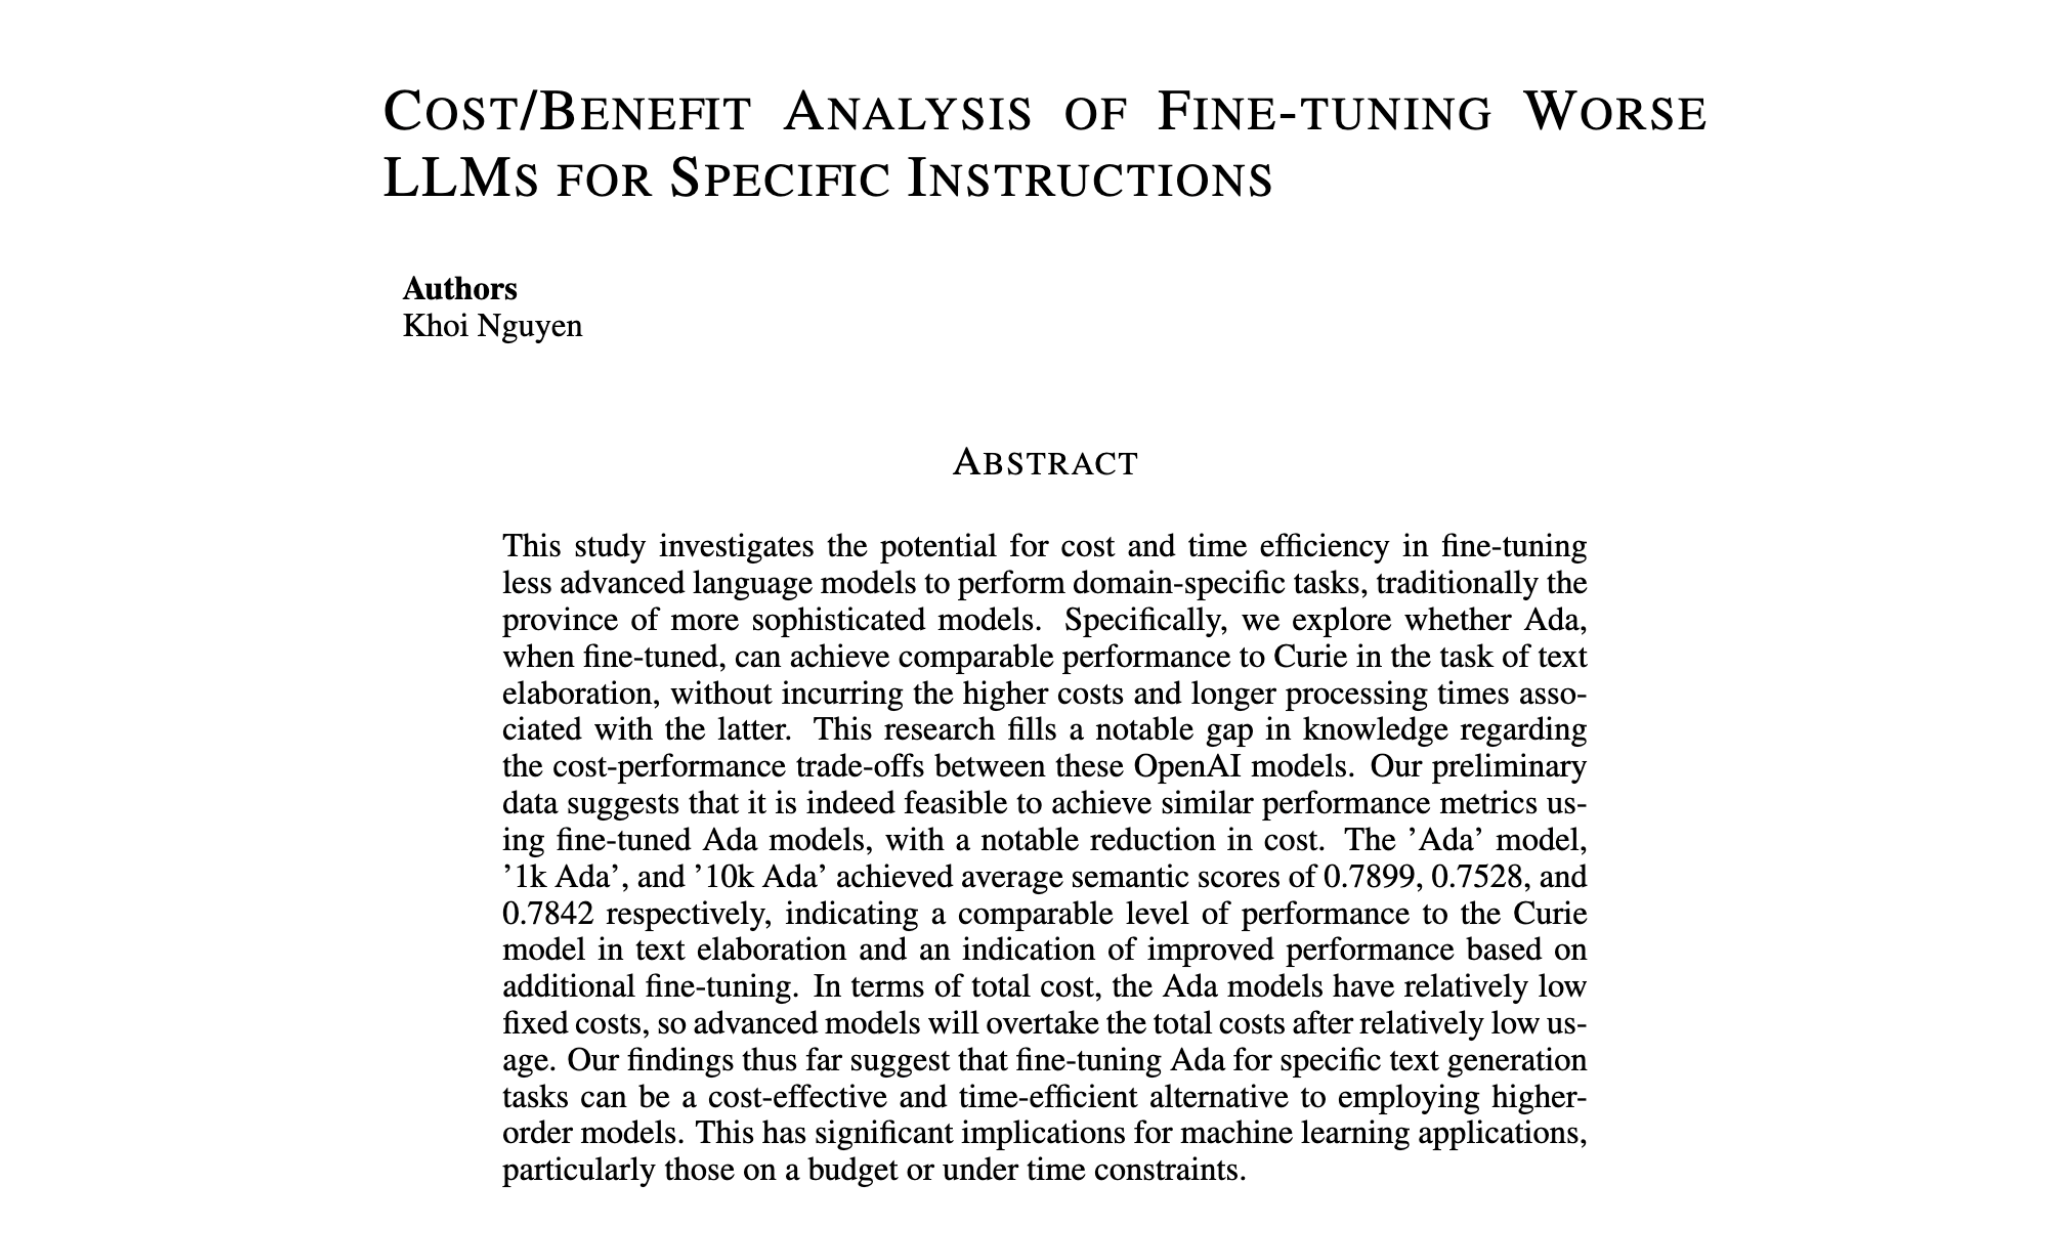 COST/BENEFIT ANALYSIS OF FINE-TUNING WORSE
LLMS FOR SPECIFIC INSTRUCTIONS
Authors
Khoi Nguyen
ABSTRACT
This study investigates the potential for cost and time efficiency in fine-tuning
less advanced language models to perform domain-specific tasks, traditionally the
province of more sophisticated models. Specifically, we explore whether Ada,
when fine-tuned, can achieve comparable performance to Curie in the task of text
elaboration, without incurring the higher costs and longer processing times asso-
ciated with the latter. This research fills a notable gap in knowledge regarding
the cost-performance trade-offs between these OpenAI models. Our preliminary
data suggests that it is indeed feasible to achieve similar performance metrics us-
ing fine-tuned Ada models, with a notable reduction in cost. The ’Ada’ model,
’1k Ada’, and ’10k Ada’ achieved average semantic scores of 0.7899, 0.7528, and
0.7842 respectively, indicating a comparable level of performance to the Curie
model in text elaboration and an indication of improved performance based on
additional fine-tuning. In terms of total cost, the Ada models have relatively low
fixed costs, so advanced models will overtake the total costs after relatively low us-
age. Our findings thus far suggest that fine-tuning Ada for specific text generation
tasks can be a cost-effective and time-efficient alternative to employing higher-
order models. This has significant implications for machine learning applications,
particularly those on a budget or under time constraints.